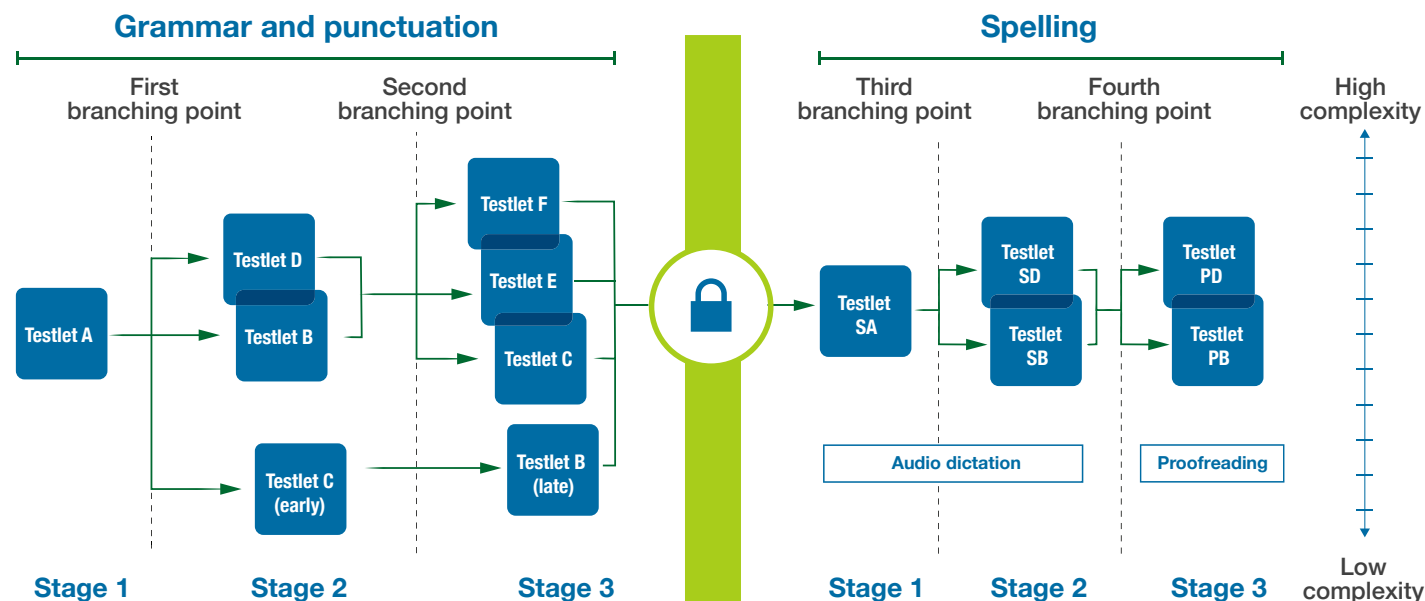 Grammar and punctuation
Spelling
First
branching point
Second
branching point
Third
branching point
Fourth
branching point
High
complexity
Testlet A
Testlet D
Testlet B
Testlet C
(early)
Testlet F
Testlet E
Testlet C
Testlet B
(late)
Testlet
SA
Testlet
SD
Testlet
SB
Testlet
PD
Testlet
PB
Audio dictation
Proofreading
Stage 1
Stage 2
Stage 3
Stage 1
Stage 2
Stage 3
Low
complexity